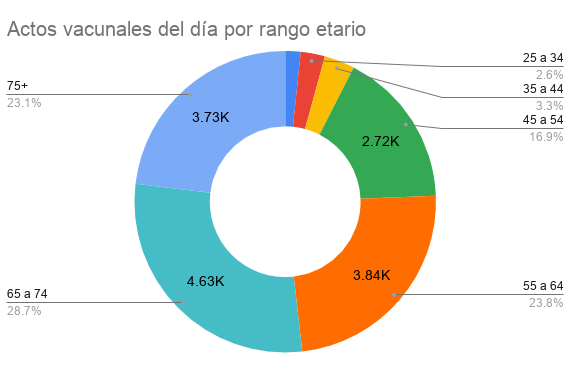 Actos vacunales del día por rango etario
25 a 34
2.6%
35 a 44
3.3%
45 a 54
16.9%
75+
23.1%
3.73K
2.72K
4.63K
3.84K
55 a 64
23.8%
65 a 74
28.7%